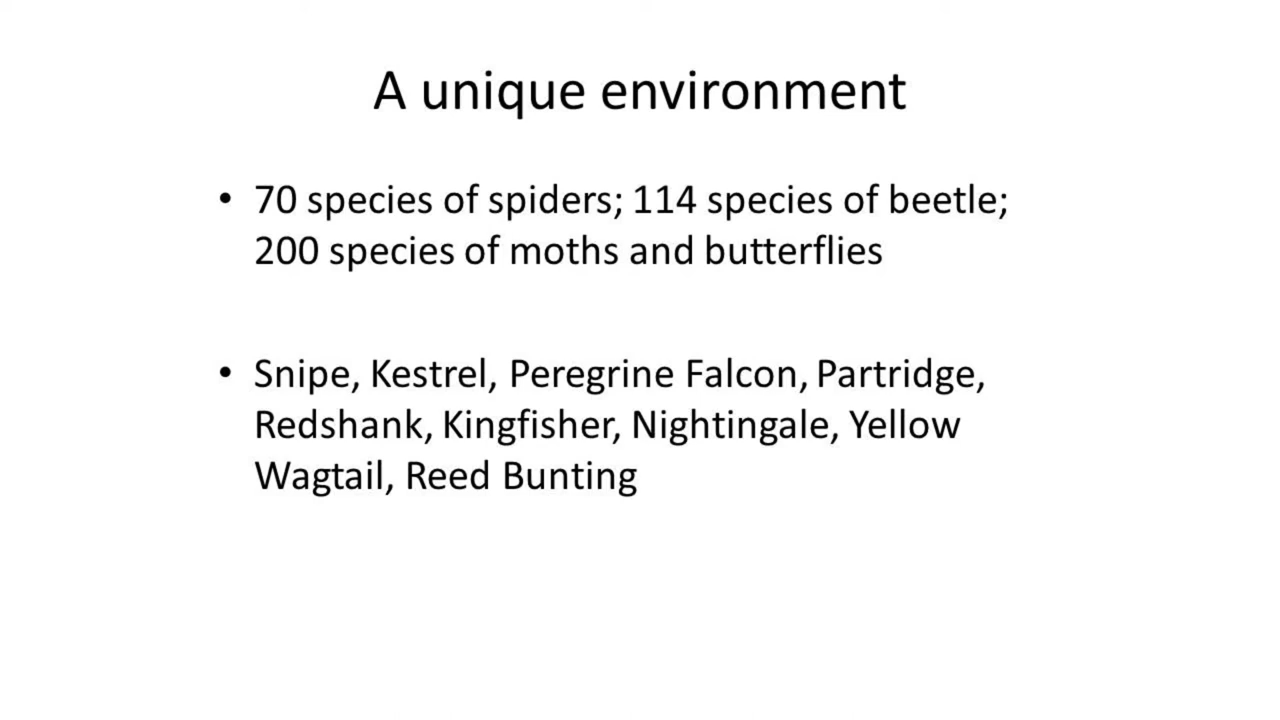 A unique environment
• 70 species of spiders; 114 species of beetle;
200 species of moths and butterflies
• Snipe, Kestrel, Peregrine Falcon, Partridge,
Redshank, Kingfisher, Nightingale, Yellow
Wagtail, Reed Bunting